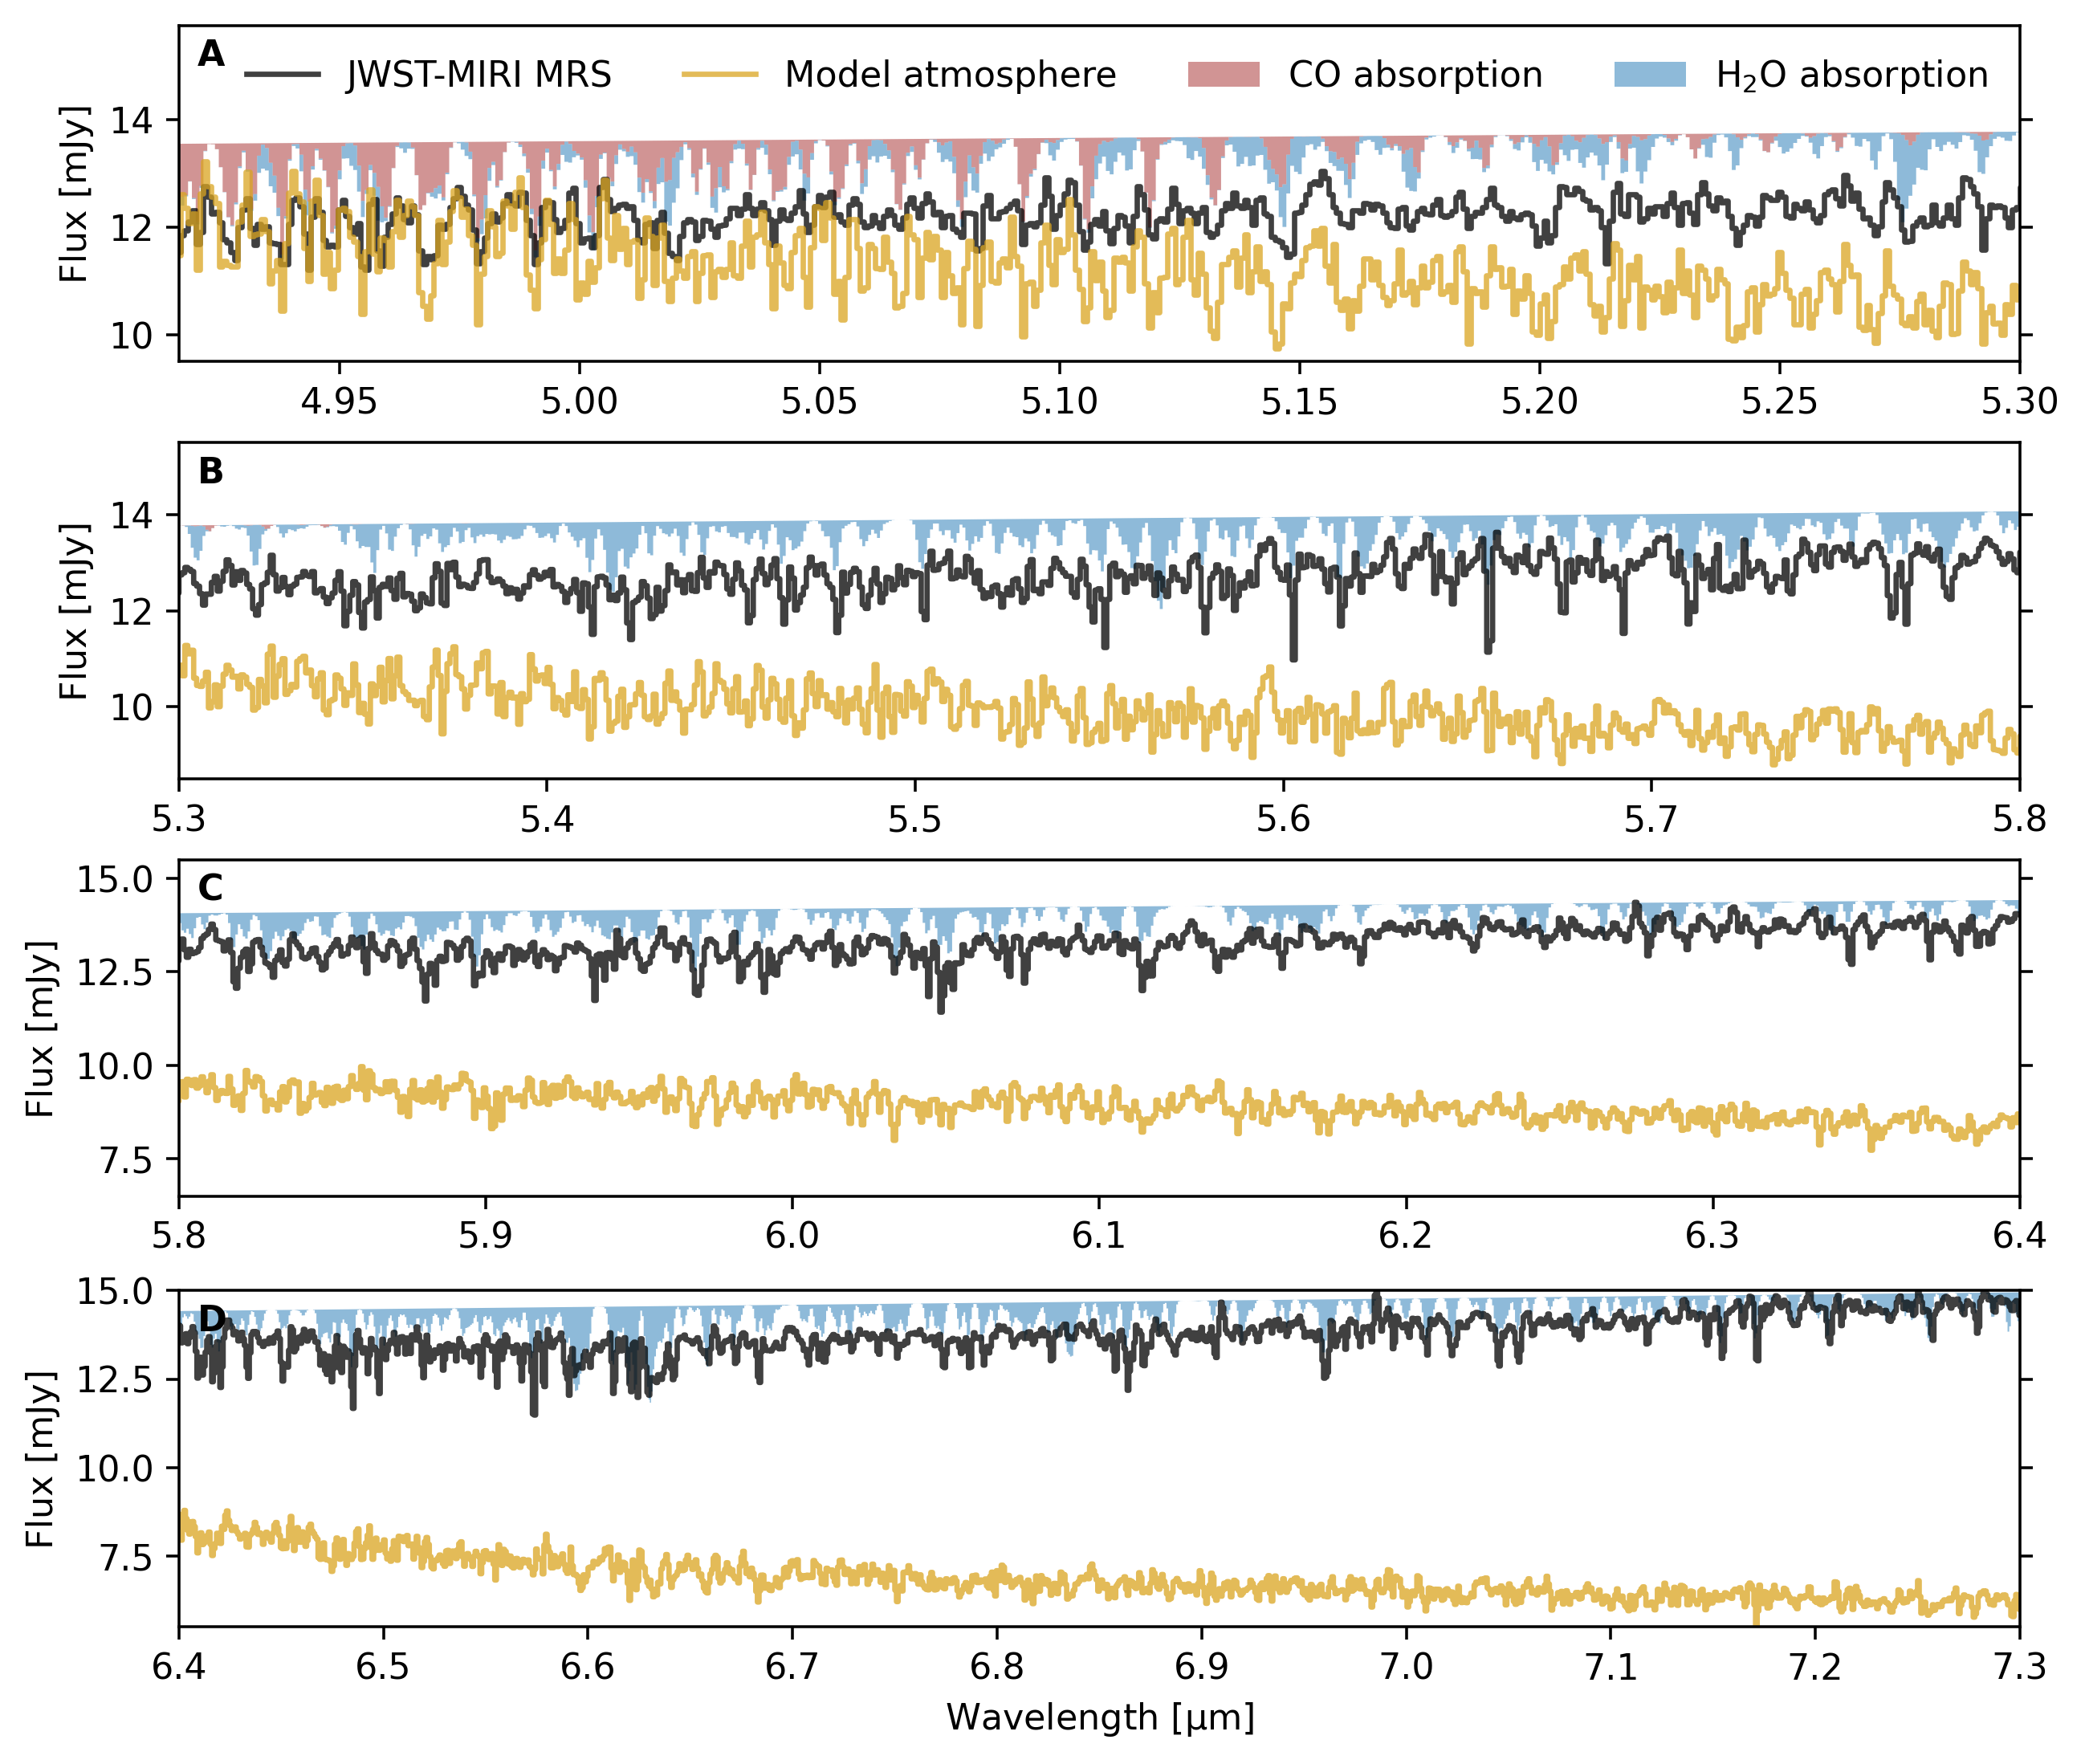 A
JWST-MIRI MRS Model atmosphere CO absorption H₂O absorption
Flux [mJy]
14
12
10
4.95 5.00 5.05 5.10 5.15 5.20 5.25 5.30
B
Flux [mJy]
14
12
10
5.3 5.4 5.5 5.6 5.7 5.8
C
Flux [mJy]
15.0
12.5
10.0
7.5
5.8 5.9 6.0 6.1 6.2 6.3 6.4
D
Flux [mJy]
15.0
12.5
10.0
7.5
6.4 6.5 6.6 6.7 6.8 6.9 7.0 7.1 7.2 7.3
Wavelength [µm]